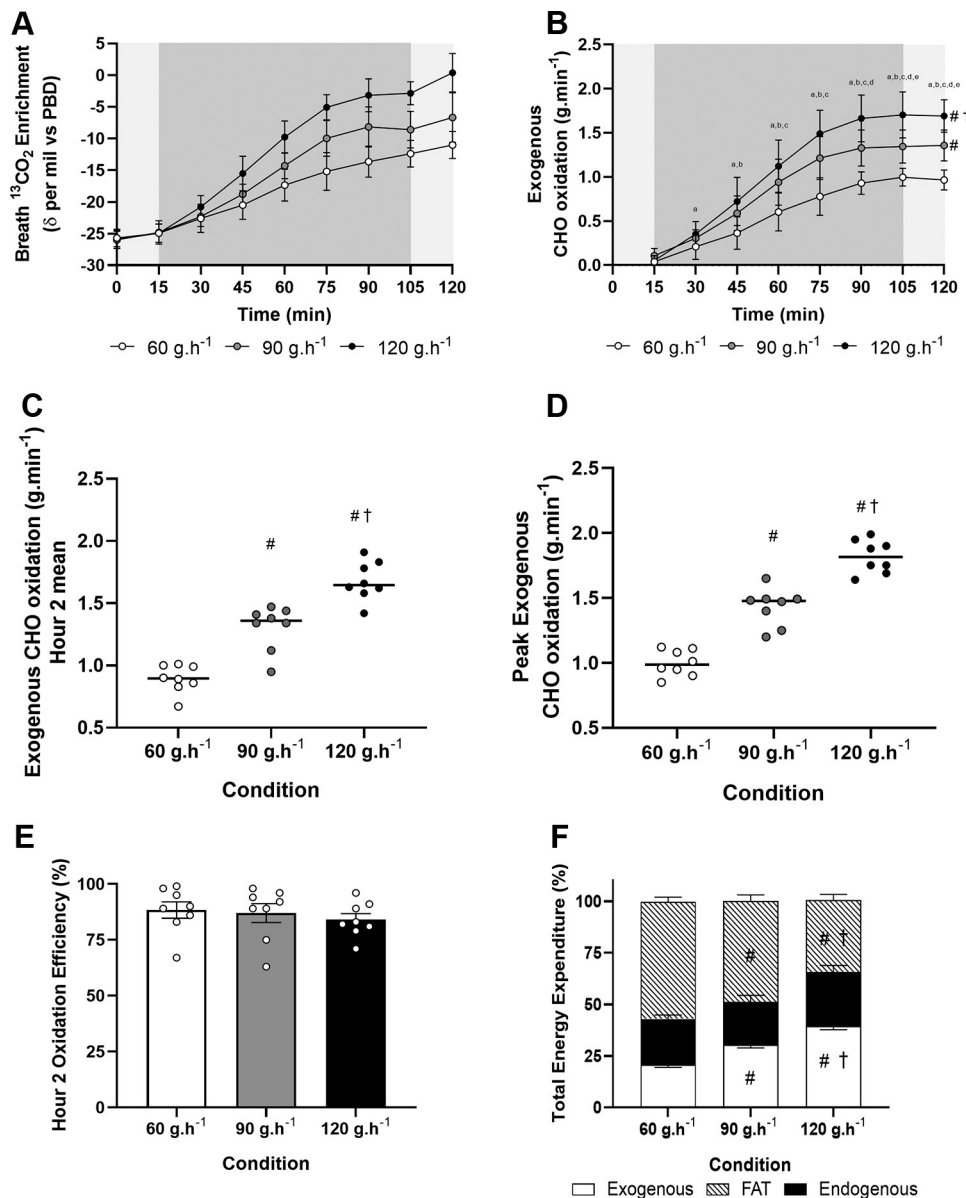 A
Breath ¹³CO₂ Enrichment
(δ per mil vs PBD)
5
0
-5
-10
-15
-20
-25
-30
0 15 30 45 60 75 90 105 120
Time (min)
60 g.h⁻¹ 90 g.h⁻¹ 120 g.h⁻¹
B
Exogenous
CHO oxidation (g.min⁻¹)
2.5
2.0
1.5
1.0
0.5
0.0
a
a,b
a,b,c
a,b,c
a,b,c,d
a,b,c,d,e
a,b,c,d,e
# †
#
0 15 30 45 60 75 90 105 120
Time (min)
60 g.h⁻¹ 90 g.h⁻¹ 120 g.h⁻¹
C
Exogenous CHO oxidation (g.min⁻¹)
Hour 2 mean
2.5
2.0
1.5
1.0
0.5
#
# †
60 g.h⁻¹ 90 g.h⁻¹ 120 g.h⁻¹
Condition
D
Peak Exogenous
CHO oxidation (g.min⁻¹)
2.5
2.0
1.5
1.0
0.5
#
# †
60 g.h⁻¹ 90 g.h⁻¹ 120 g.h⁻¹
Condition
E
Hour 2 Oxidation Efficiency (%)
100
75
50
25
0
60 g.h⁻¹ 90 g.h⁻¹ 120 g.h⁻¹
Condition
F
Total Energy Expenditure (%)
100
75
50
25
0
#
# †
#
# †
60 g.h⁻¹ 90 g.h⁻¹ 120 g.h⁻¹
Condition
Exogenous FAT Endogenous